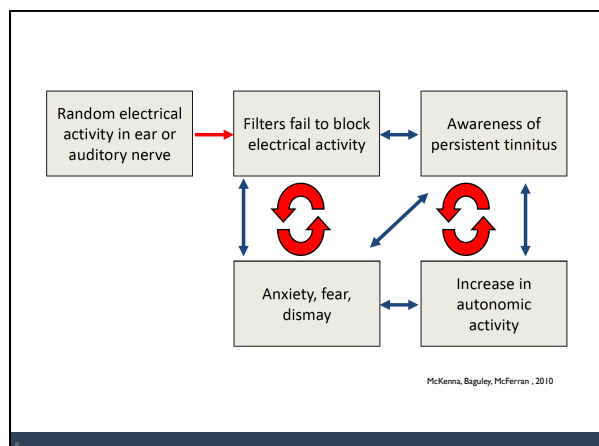 Random electrical
activity in ear or
auditory nerve
Filters fail to block
electrical activity
Awareness of
persistent tinnitus
Anxiety, fear,
dismay
Increase in
autonomic
activity
McKenna, Baguley, McFerran , 2010